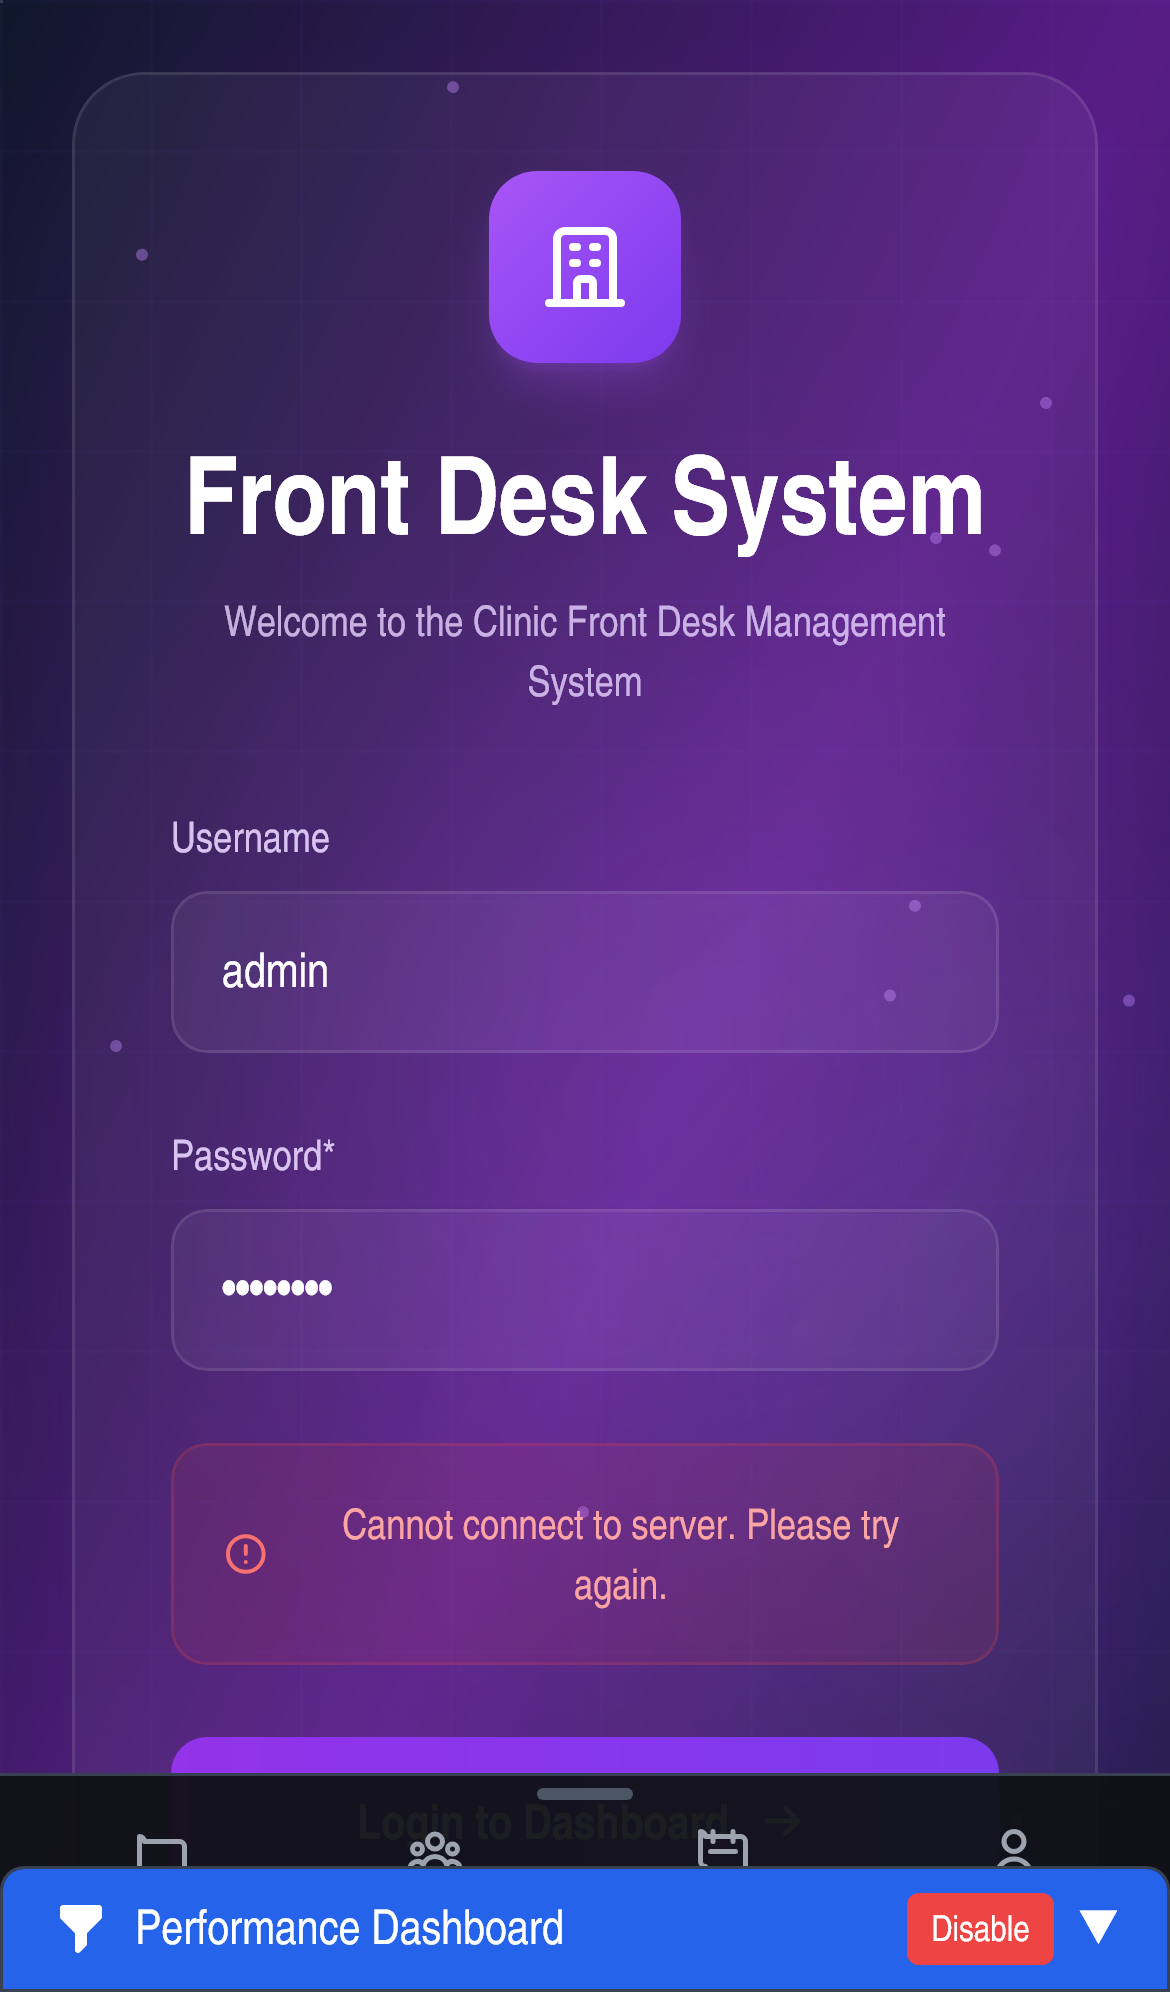 Front Desk System
Welcome to the Clinic Front Desk Management
System
Username
admin
Password*
••••••••
Cannot connect to server. Please try
again.
Login to Dashboard →
Performance Dashboard
Disable ▼